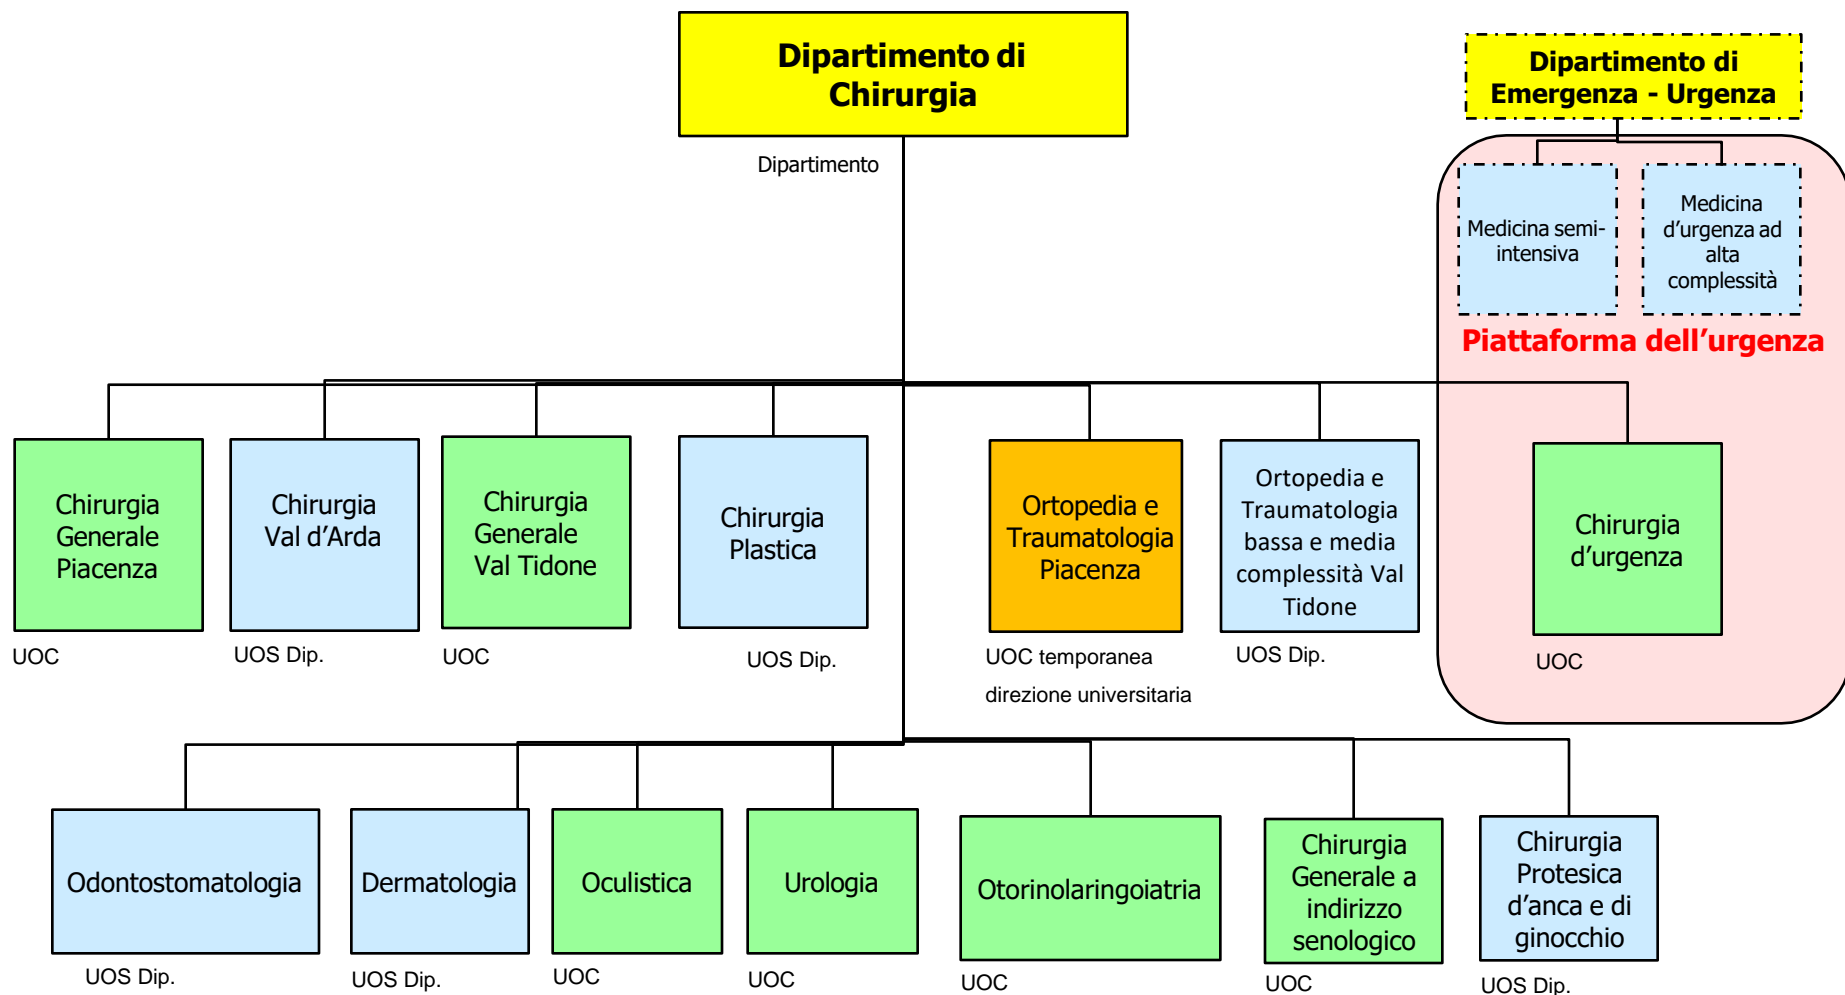 Dipartimento di
Chirurgia
Dipartimento
Dipartimento di
Emergenza - Urgenza
Medicina semi-
intensiva
Medicina
d’urgenza ad
alta
complessità
Piattaforma dell’urgenza
Chirurgia
Generale
Piacenza
UOC
Chirurgia
Val d’Arda
UOS Dip.
Chirurgia
Generale
Val Tidone
UOC
Chirurgia
Plastica
UOS Dip.
Ortopedia e
Traumatologia
Piacenza
UOC temporanea
direzione universitaria
Ortopedia e
Traumatologia
bassa e media
complessità Val
Tidone
UOS Dip.
Chirurgia
d’urgenza
UOC
Odontostomatologia
UOS Dip.
Dermatologia
UOS Dip.
Oculistica
UOC
Urologia
UOC
Otorinolaringoiatria
UOC
Chirurgia
Generale a
indirizzo
senologico
UOC
Chirurgia
Protesica
d’anca e di
ginocchio
UOS Dip.